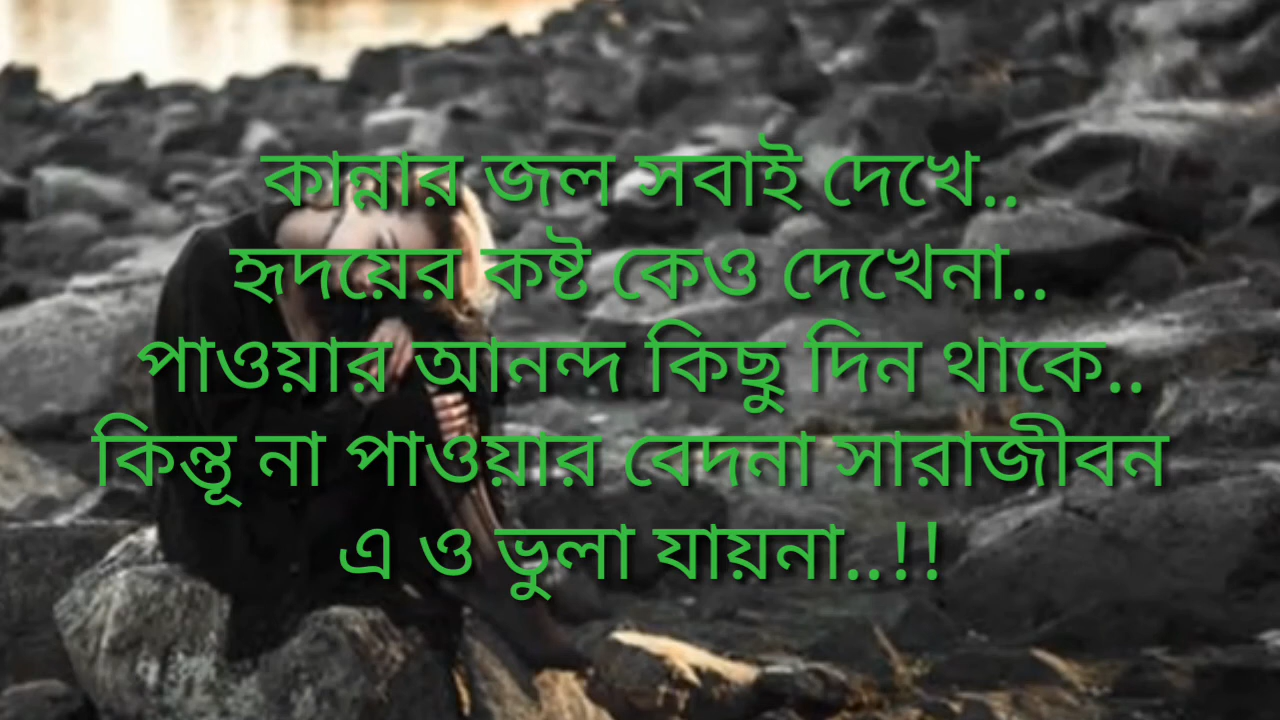 কান্নার জল সবাই দেখে..
হৃদয়ের কষ্ট কেও দেখেনা..
পাওয়ার আনন্দ কিছু দিন থাকে..
কিন্তূ না পাওয়ার বেদনা সারাজীবন
এ ও ভুলা যায়না..!!